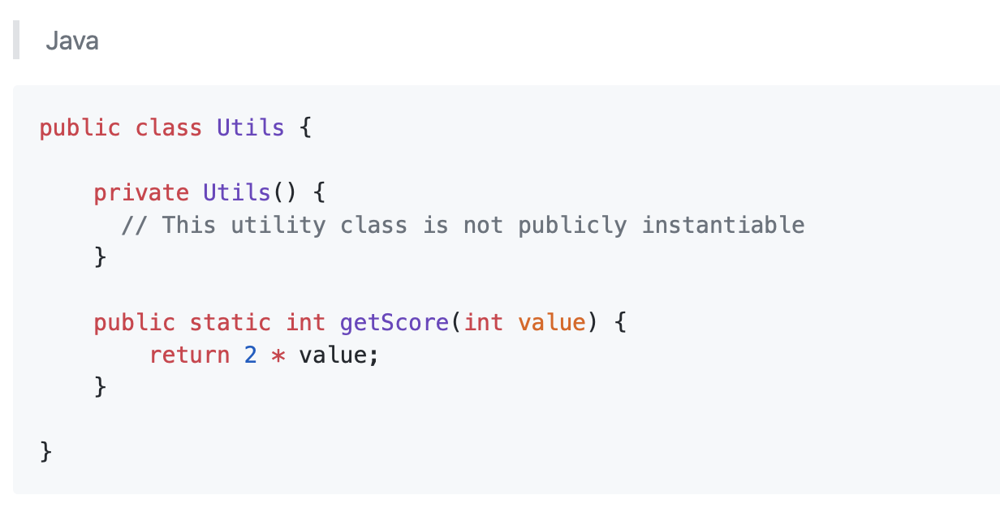 Java
public class Utils {
private Utils() {
// This utility class is not publicly instantiable
}
public static int getScore(int value) {
return 2 * value;
}
}